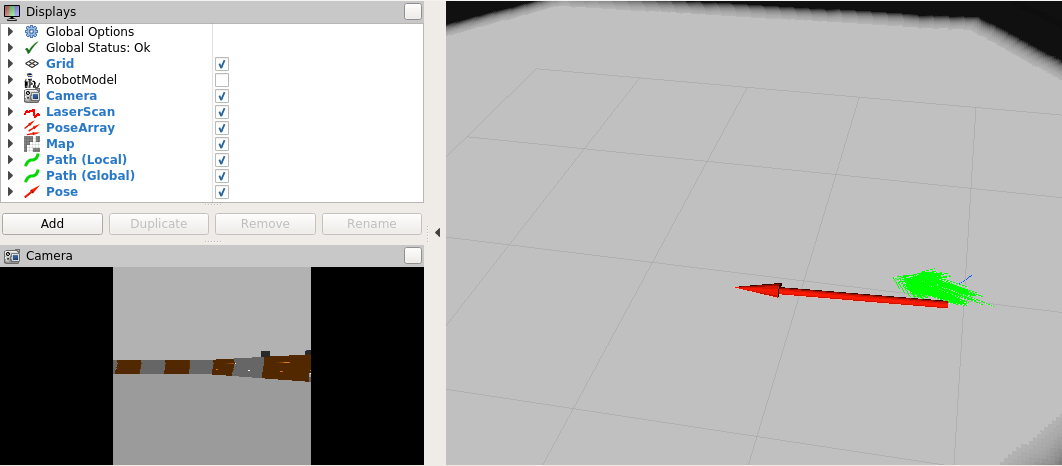 Displays
Global Options
Global Status: Ok
Grid
RobotModel
Camera
LaserScan
PoseArray
Map
Path (Local)
Path (Global)
Pose
Add
Duplicate
Remove
Rename
Camera